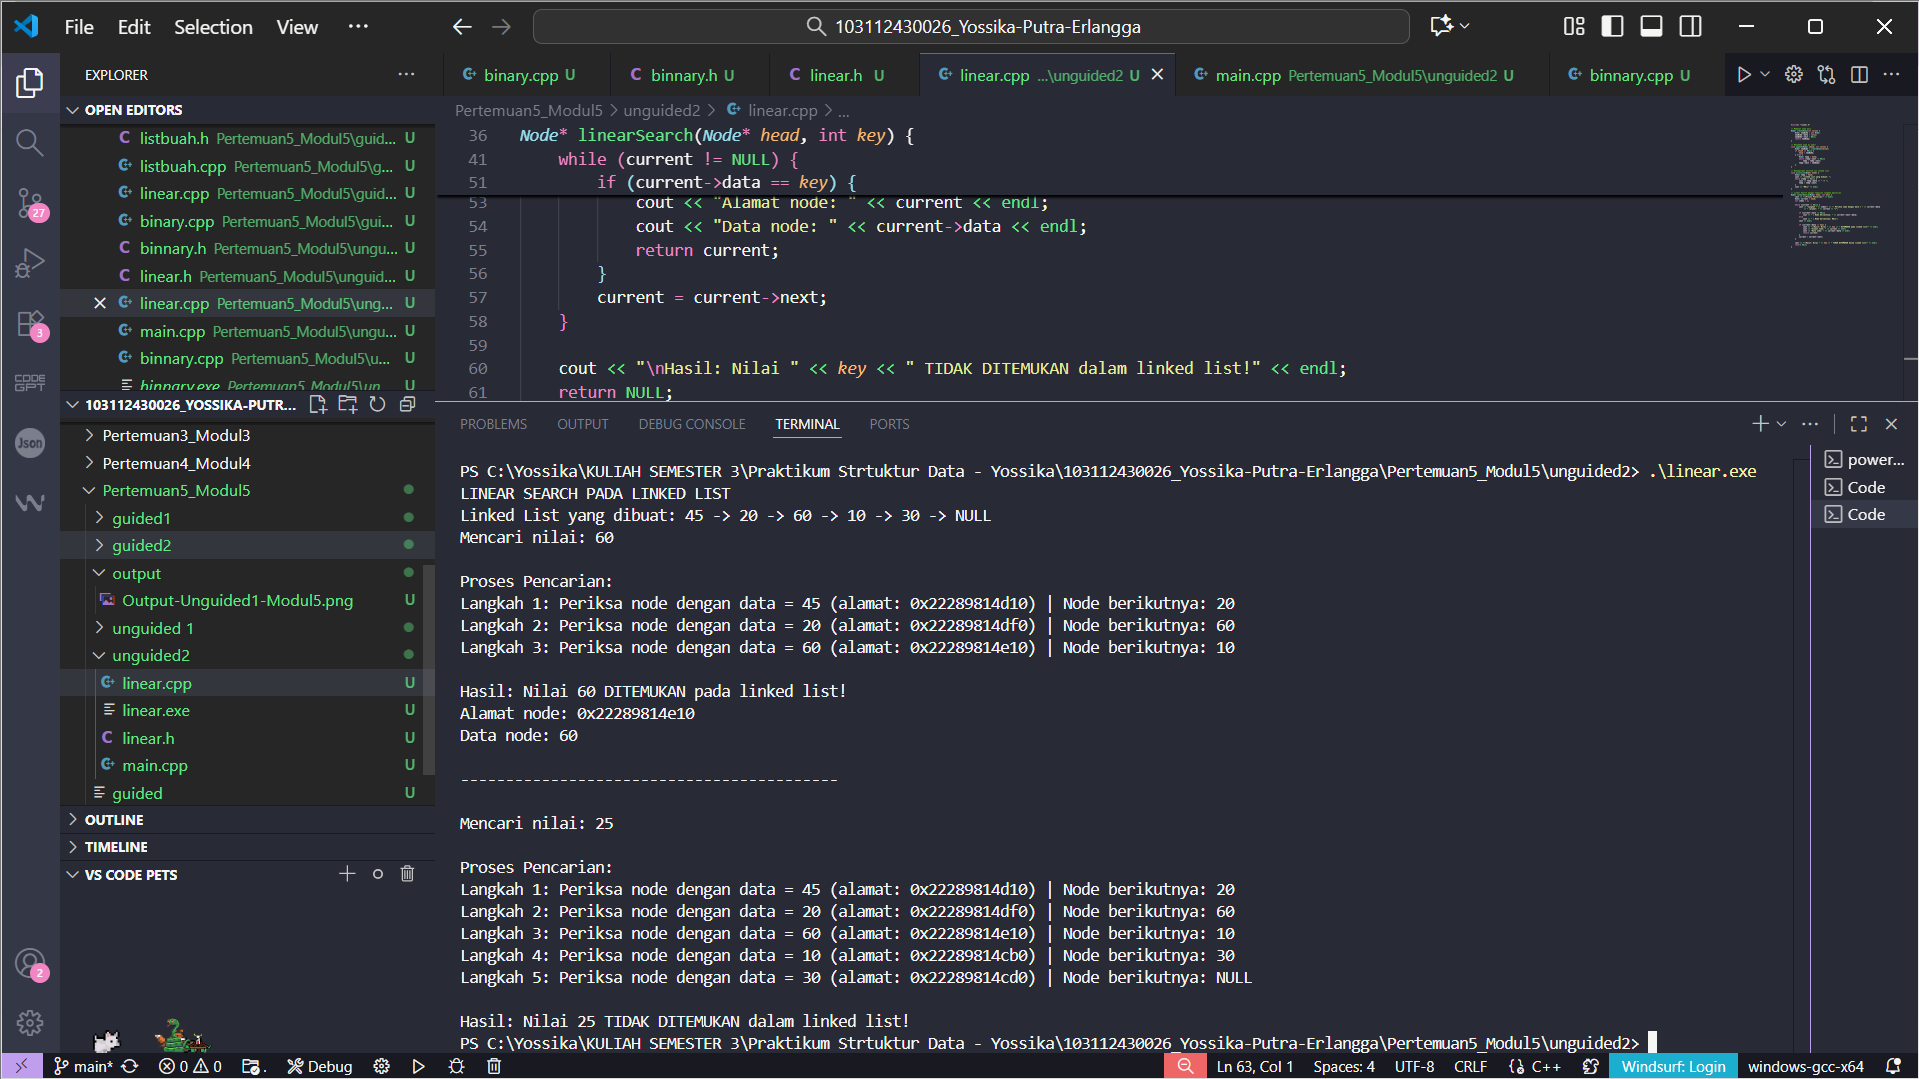 File Edit Selection View ···
103112430026_Yossika-Putra-Erlangga
EXPLORER ···
binary.cpp U
binnary.h U
linear.h U
linear.cpp ...\unguided2 U
main.cpp Pertemuan5_Modul5\unguided2 U
binnary.cpp U
OPEN EDITORS
listbuah.h Pertemuan5_Modul5\guid... U
listbuah.cpp Pertemuan5_Modul5\g... U
linear.cpp Pertemuan5_Modul5\guid... U
binary.cpp Pertemuan5_Modul5\gui... U
binnary.h Pertemuan5_Modul5\ungu... U
linear.h Pertemuan5_Modul5\unguid... U
linear.cpp Pertemuan5_Modul5\ung... U
main.cpp Pertemuan5_Modul5\ungu... U
binnary.cpp Pertemuan5_Modul5\u... U
binnary.exe Pertemuan5_Modul5\un... U
103112430026_YOSSIKA-PUTR...
Pertemuan3_Modul3
Pertemuan4_Modul4
Pertemuan5_Modul5
guided1
guided2
output
Output-Unguided1-Modul5.png U
unguided 1
unguided2
linear.cpp U
linear.exe U
linear.h U
main.cpp U
guided U
OUTLINE
TIMELINE
VS CODE PETS
27
3
CODE GPT
Json
2
Pertemuan5_Modul5 > unguided2 > linear.cpp > ...
36 Node* linearSearch(Node* head, int key) {
41 while (current != NULL) {
51 if (current->data == key) {
53 cout << "Alamat node: " << current << endl;
54 cout << "Data node: " << current->data << endl;
55 return current;
56 }
57 current = current->next;
58 }
59
60 cout << "\nHasil: Nilai " << key << " TIDAK DITEMUKAN dalam linked list!" << endl;
61 return NULL;
PROBLEMS OUTPUT DEBUG CONSOLE TERMINAL PORTS
power...
Code
Code
PS C:\Yossika\KULIAH SEMESTER 3\Praktikum Strtuktur Data - Yossika\103112430026_Yossika-Putra-Erlangga\Pertemuan5_Modul5\unguided2> .\linear.exe
LINEAR SEARCH PADA LINKED LIST
Linked List yang dibuat: 45 -> 20 -> 60 -> 10 -> 30 -> NULL
Mencari nilai: 60
Proses Pencarian:
Langkah 1: Periksa node dengan data = 45 (alamat: 0x22289814d10) | Node berikutnya: 20
Langkah 2: Periksa node dengan data = 20 (alamat: 0x22289814df0) | Node berikutnya: 60
Langkah 3: Periksa node dengan data = 60 (alamat: 0x22289814e10) | Node berikutnya: 10
Hasil: Nilai 60 DITEMUKAN pada linked list!
Alamat node: 0x22289814e10
Data node: 60
------------------------------------------
Mencari nilai: 25
Proses Pencarian:
Langkah 1: Periksa node dengan data = 45 (alamat: 0x22289814d10) | Node berikutnya: 20
Langkah 2: Periksa node dengan data = 20 (alamat: 0x22289814df0) | Node berikutnya: 60
Langkah 3: Periksa node dengan data = 60 (alamat: 0x22289814e10) | Node berikutnya: 10
Langkah 4: Periksa node dengan data = 10 (alamat: 0x22289814cb0) | Node berikutnya: 30
Langkah 5: Periksa node dengan data = 30 (alamat: 0x22289814cd0) | Node berikutnya: NULL
Hasil: Nilai 25 TIDAK DITEMUKAN dalam linked list!
PS C:\Yossika\KULIAH SEMESTER 3\Praktikum Strtuktur Data - Yossika\103112430026_Yossika-Putra-Erlangga\Pertemuan5_Modul5\unguided2>
main* 0 0 Debug Ln 63, Col 1 Spaces: 4 UTF-8 CRLF {} C++ Windsurf: Login windows-gcc-x64